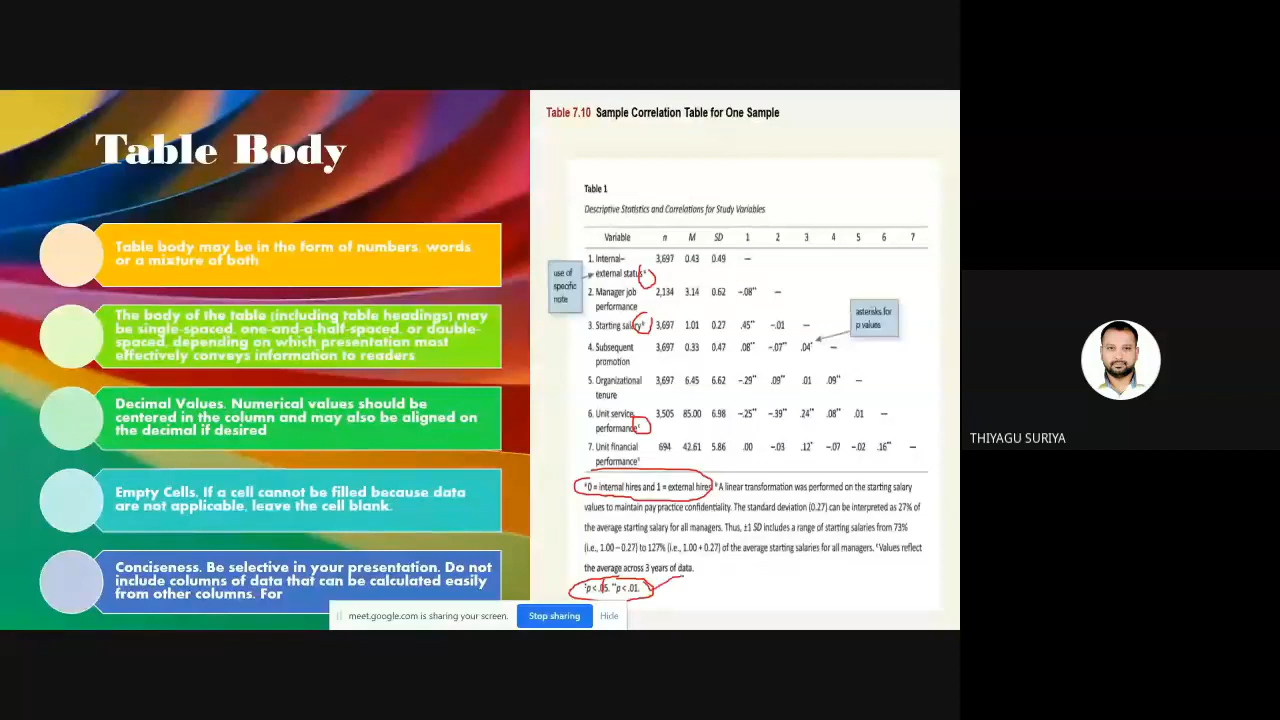 Table Body
Table body may be in the form of numbers, words
or a mixture of both
The body of the table (including table headings) may
be single-spaced, one-and-a-half-spaced, or double-
spaced, depending on which presentation most
effectively conveys information to readers
Decimal Values. Numerical values should be
centered in the column and may also be aligned on
the decimal if desired
Empty Cells. If a cell cannot be filled because data
are not applicable, leave the cell blank.
Conciseness. Be selective in your presentation. Do not
include columns of data that can be calculated easily
from other columns. For
Table 7.10 Sample Correlation Table for One Sample
Table 1
Descriptive Statistics and Correlations for Study Variables
Variable n M SD 1 2 3 4 5 6 7
1. Internal– 3,697 0.43 0.49 —
external statusᵃ
2. Manager job 2,134 3.14 0.62 −.08** —
performance
3. Starting salaryᵇ 3,697 1.01 0.27 .45** −.01 —
4. Subsequent 3,697 0.33 0.47 .08** −.07** .04* —
promotion
5. Organizational 3,697 6.45 6.62 −.29** .09** .01 .09** —
tenure
6. Unit service 3,505 85.00 6.98 −.25** −.39** .24** .08** .01 —
performanceᶜ
7. Unit financial 694 42.61 5.86 .00 −.03 .12* −.07 −.02 .16** —
performanceᶜ
ᵃ0 = internal hires and 1 = external hires. ᵇA linear transformation was performed on the starting salary
values to maintain pay practice confidentiality. The standard deviation (0.27) can be interpreted as 27% of
the average starting salary for all managers. Thus, ±1 SD includes a range of starting salaries from 73%
(i.e., 1.00 − 0.27) to 127% (i.e., 1.00 + 0.27) of the average starting salaries for all managers. ᶜValues reflect
the average across 3 years of data.
*p < .05. **p < .01.
use of
specific
note
asterisks for
p values
meet.google.com is sharing your screen.
Stop sharing
Hide
THIYAGU SURIYA